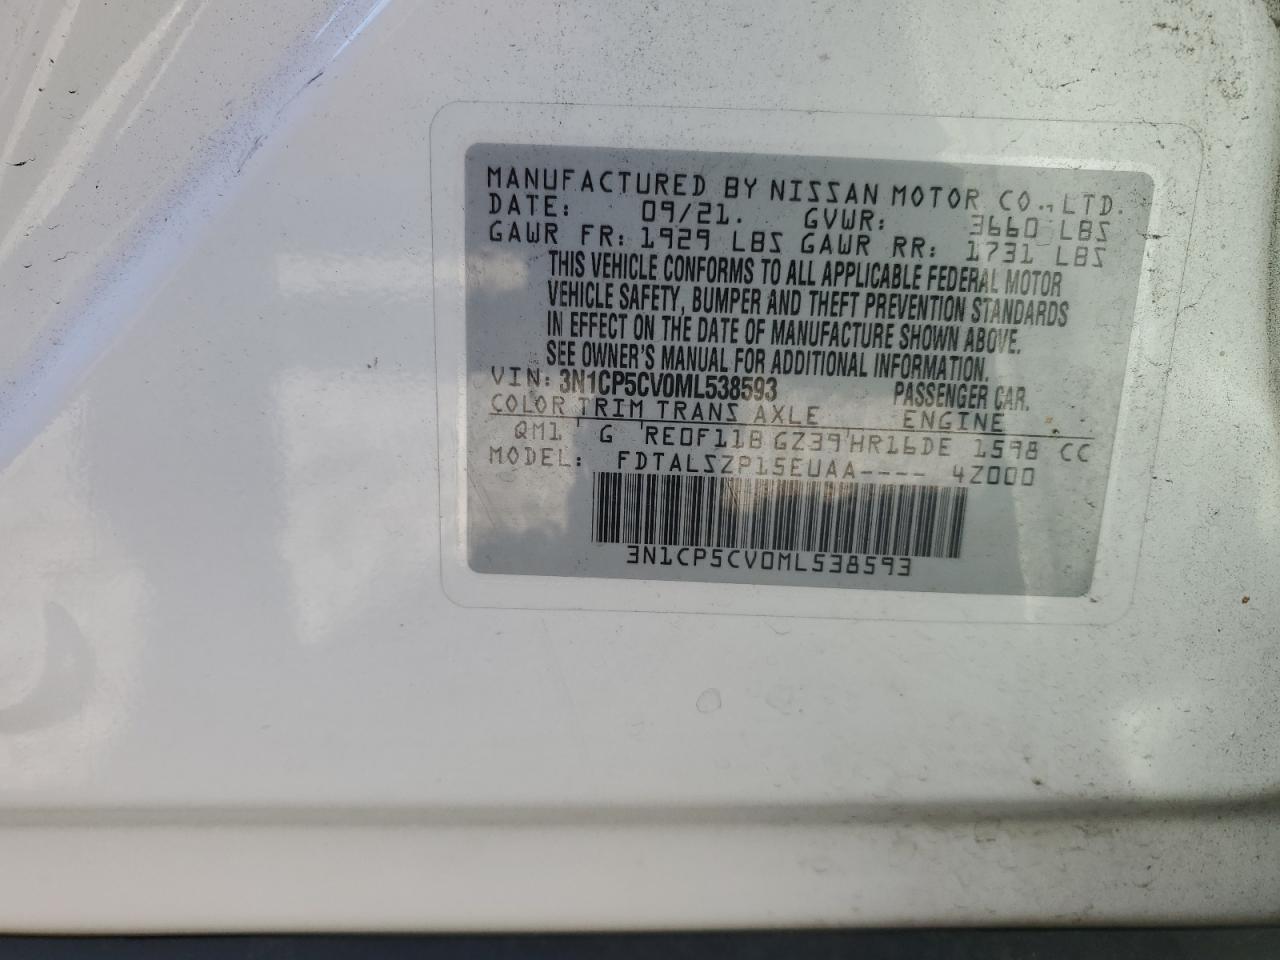 MANUFACTURED BY NISSAN MOTOR CO., LTD.
DATE: 09/21. GVWR: 3660 LBS
GAWR FR: 1929 LBS GAWR RR: 1731 LBS
THIS VEHICLE CONFORMS TO ALL APPLICABLE FEDERAL MOTOR
VEHICLE SAFETY, BUMPER AND THEFT PREVENTION STANDARDS
IN EFFECT ON THE DATE OF MANUFACTURE SHOWN ABOVE.
SEE OWNER'S MANUAL FOR ADDITIONAL INFORMATION.
VIN: 3N1CP5CV0ML538593 PASSENGER CAR.
COLOR TRIM TRANS AXLE ENGINE
QM1 G RE0F11B GZ39 HR16DE 1598 CC
MODEL: FDTALSZP15EUAA---- 4Z000
3N1CP5CV0ML538593